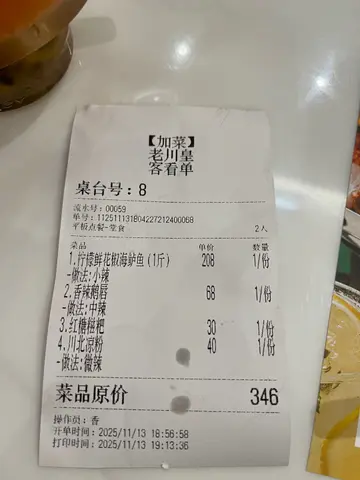 【加菜】
老川皇
客看单
桌台号：8
流水号：00059
单号：112511131804227212400058
平板点餐-堂食 2人
菜品 单价 数量
1.柠檬鲜花椒海鲈鱼(1斤) 208 1/份
-做法:小辣
2.香辣鹅唇 68 1/份
-做法:中辣
3.红糖糍粑 30 1/份
4.川北凉粉 40 1/份
-做法:微辣
菜品原价 346
操作员：香
开单时间：2025/11/13 18:56:58
打印时间：2025/11/13 19:13:36